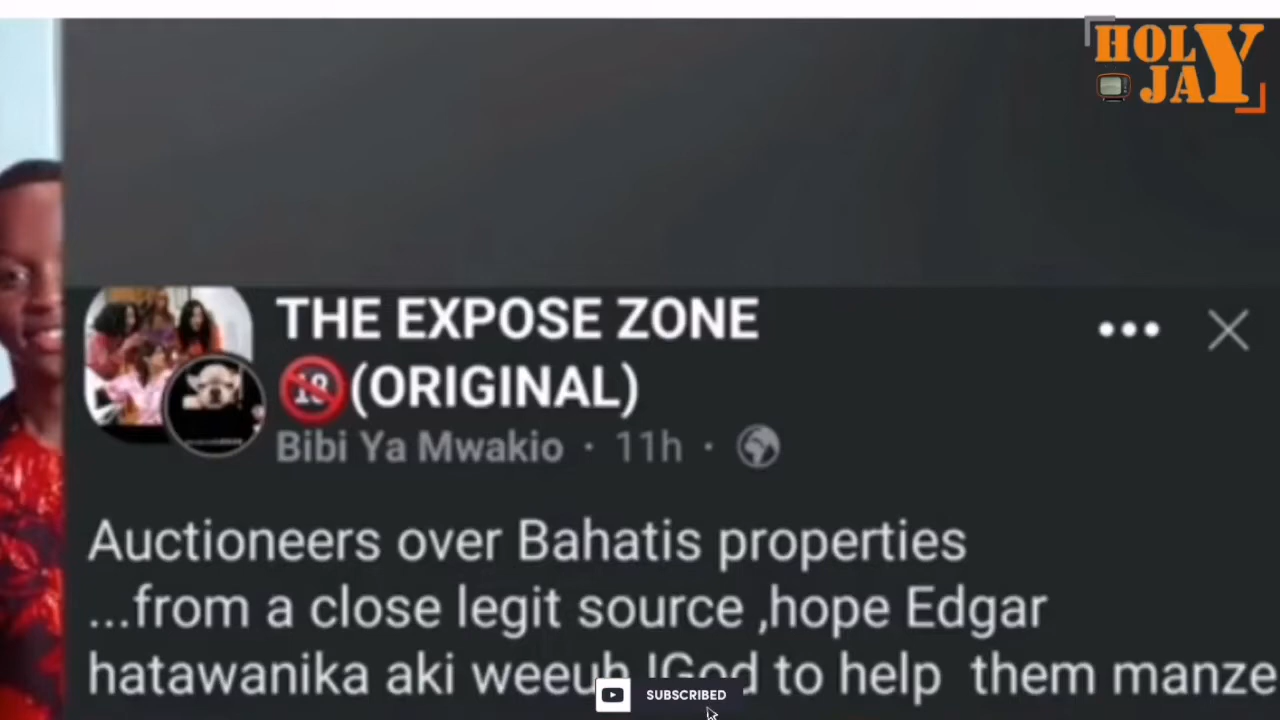 HOLY
JAY
THE EXPOSE ZONE
🔞(ORIGINAL)
Bibi Ya Mwakio · 11h ·
Auctioneers over Bahatis properties
...from a close legit source ,hope Edgar
hatawanika aki weeuh !God to help them manze
SUBSCRIBED